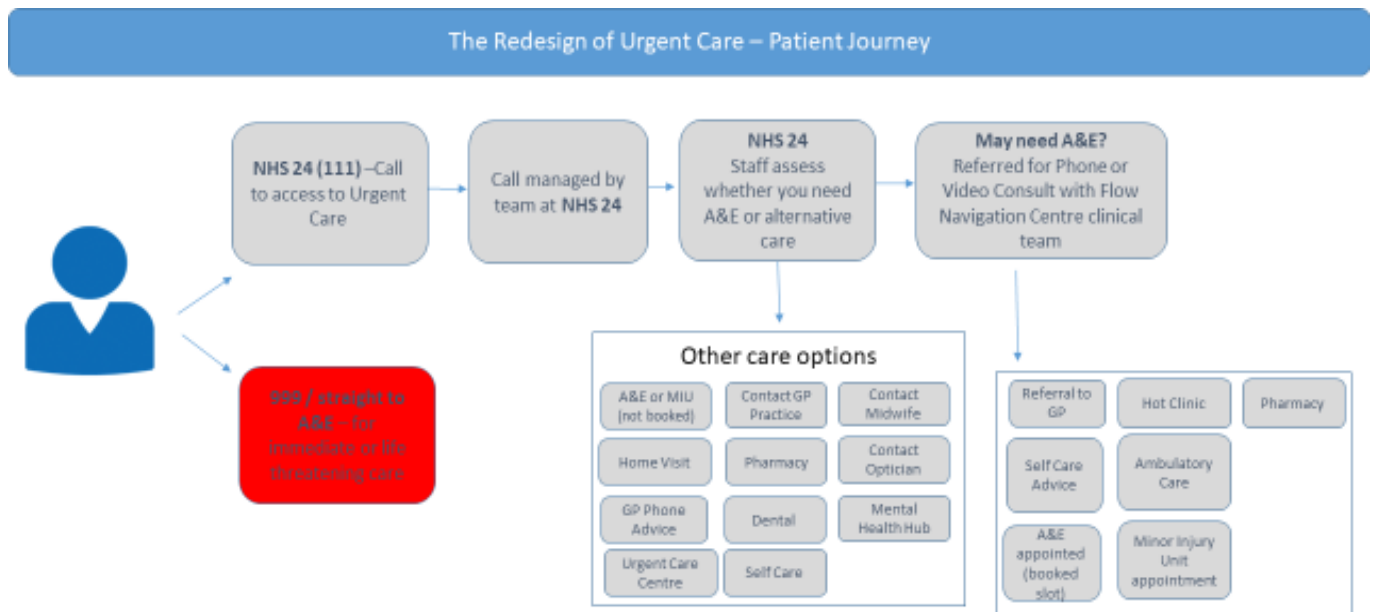 The Redesign of Urgent Care – Patient Journey
NHS 24 (111) –Call
to access to Urgent
Care
Call managed by
team at NHS 24
NHS 24
Staff assess
whether you need
A&E or alternative
care
May need A&E?
Referred for Phone or
Video Consult with Flow
Navigation Centre clinical
team
999 / straight to
A&E – for
immediate or life
threatening care
Other care options
A&E or MIU
(not booked)
Contact GP
Practice
Contact
Midwife
Home Visit
Pharmacy
Contact
Optician
GP Phone
Advice
Dental
Mental
Health Hub
Urgent Care
Centre
Self Care
Referral to
GP
Hot Clinic
Pharmacy
Self Care
Advice
Ambulatory
Care
A&E
appointed
(booked
slot)
Minor Injury
Unit
appointment